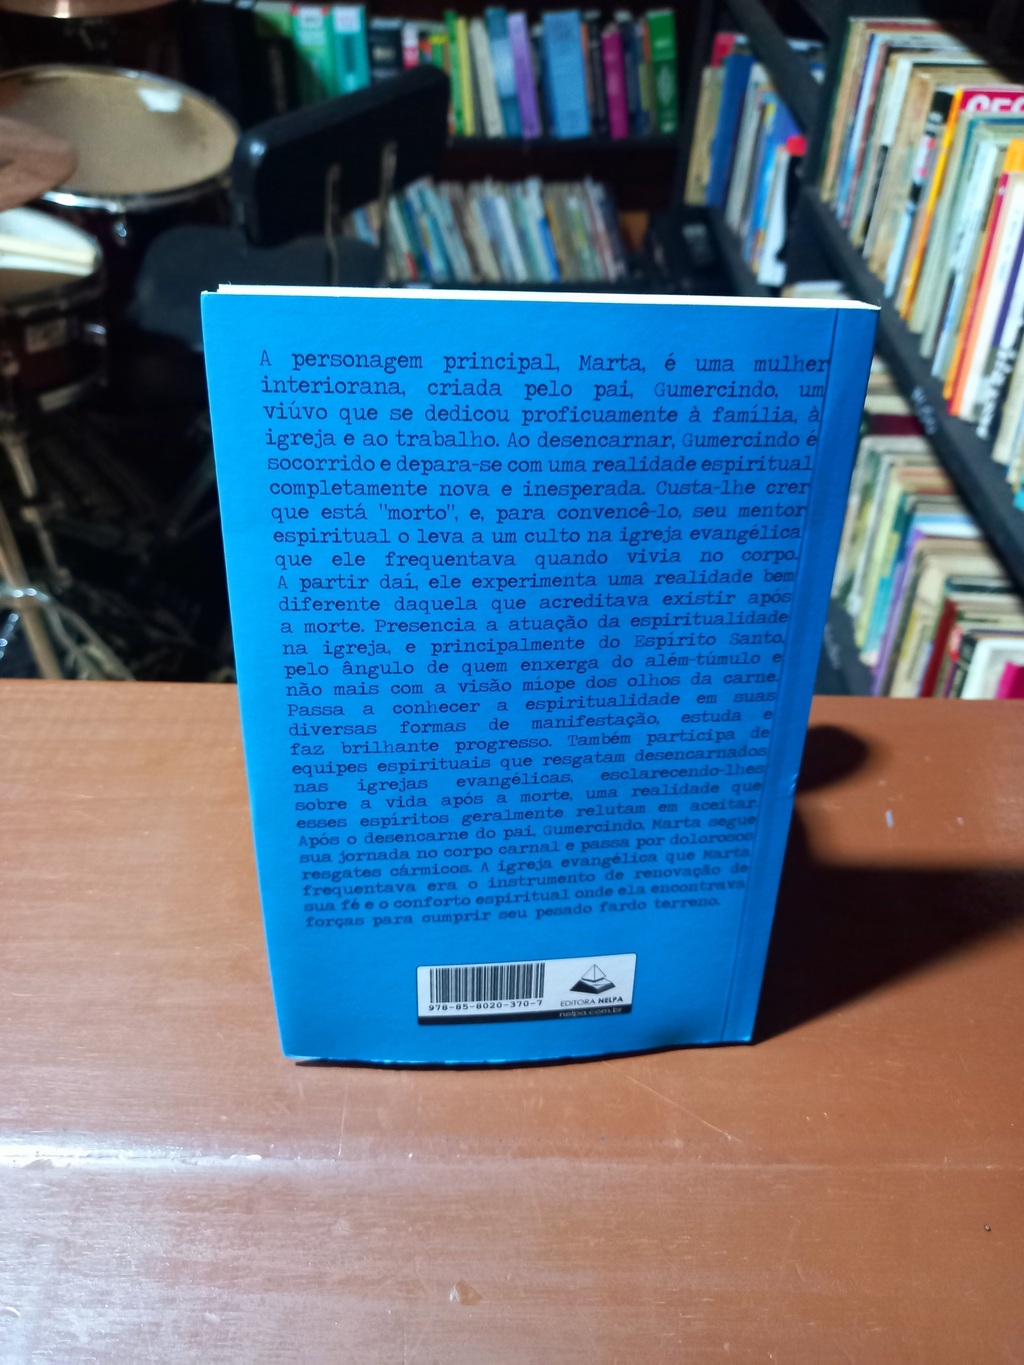 A personagem principal, Marta, é uma mulher
interiorana, criada pelo pai, Gumercindo, um
viúvo que se dedicou proficuamente à família, à
igreja e ao trabalho. Ao desencarnar, Gumercindo é
socorrido e depara-se com uma realidade espiritual
completamente nova e inesperada. Custa-lhe crer
que está "morto", e, para convencê-lo, seu mentor
espiritual o leva a um culto na igreja evangélica
que ele frequentava quando vivia no corpo.
A partir daí, ele experimenta uma realidade bem
diferente daquela que acreditava existir após
a morte. Presencia a atuação da espiritualidade
na igreja, e principalmente do Espírito Santo,
pelo ângulo de quem enxerga do além-túmulo e
não mais com a visão míope dos olhos da carne.
Passa a conhecer a espiritualidade em suas
diversas formas de manifestação, estuda e
faz brilhante progresso. Também participa de
equipes espirituais que resgatam desencarnados
nas igrejas evangélicas, esclarecendo-lhes
sobre a vida após a morte, uma realidade que
esses espíritos geralmente relutam em aceitar.
Após o desencarne do pai, Gumercindo, Marta segue
sua jornada no corpo carnal e passa por dolorosos
resgates cármicos. A igreja evangélica que Marta
frequentava era o instrumento de renovação de
sua fé e o conforto espiritual onde ela encontrava
forças para cumprir seu pesado fardo terreno.
978-85-8020-370-7
EDITORA NELPA
nelpa.com.br